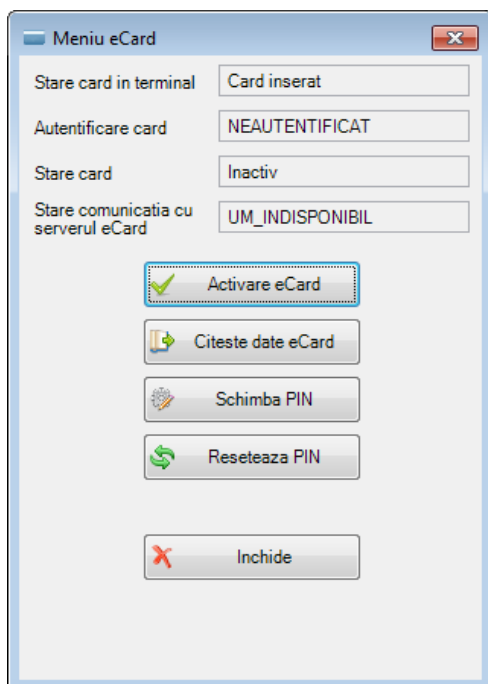 Meniu eCard
Stare card in terminal
Card inserat
Autentificare card
NEAUTENTIFICAT
Stare card
Inactiv
Stare comunicatia cu
serverul eCard
UM_INDISPONIBIL
Activare eCard
Citeste date eCard
Schimba PIN
Reseteaza PIN
Inchide